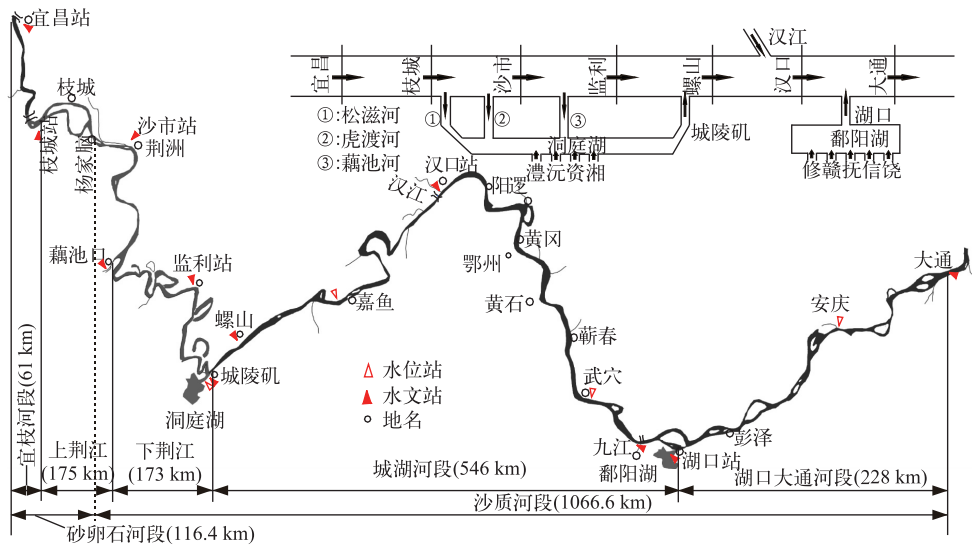 宜昌站
枝城
枝城站
杨家脑
沙市站
荆洲
藕池口
监利站
螺山
城陵矶
洞庭湖
嘉鱼
汉江
汉口站
阳逻
黄冈
鄂州
黄石
蕲春
武穴
九江
鄱阳湖
湖口站
彭泽
安庆
大通
宜昌
枝城
沙市
监利
螺山
汉江
汉口
大通
①:松滋河
②:虎渡河
③:藕池河
①
②
③
洞庭湖
澧沅资湘
城陵矶
湖口
鄱阳湖
修赣抚信饶
水位站
水文站
地名
宜枝河段(61 km)
上荆江
(175 km)
下荆江
(173 km)
城湖河段(546 km)
湖口大通河段(228 km)
沙质河段(1066.6 km)
砂卵石河段(116.4 km)